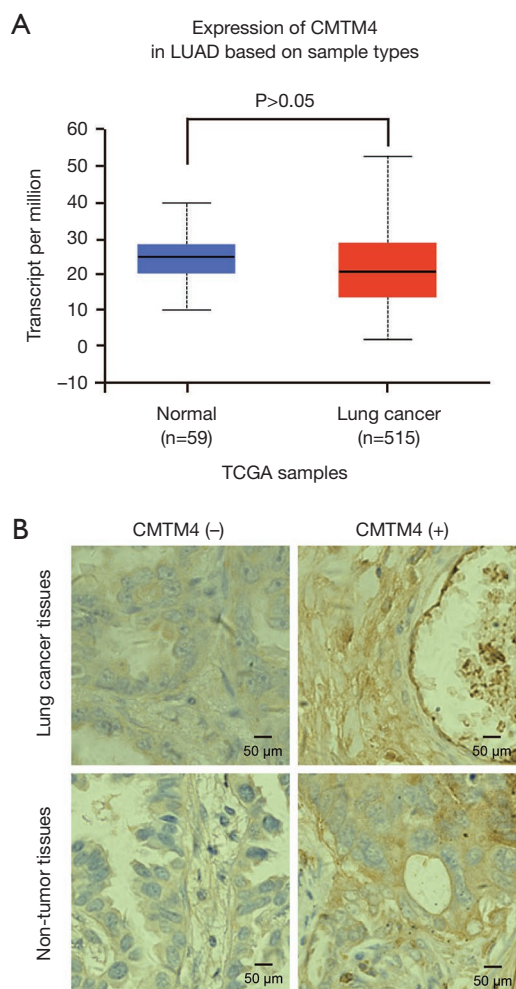 A
Expression of CMTM4
in LUAD based on sample types
P>0.05
Transcript per million
60
50
40
30
20
10
0
–10
Normal
(n=59)
Lung cancer
(n=515)
TCGA samples
B
CMTM4 (–)
CMTM4 (+)
Lung cancer tissues
50 µm
50 µm
Non-tumor tissues
50 µm
50 µm